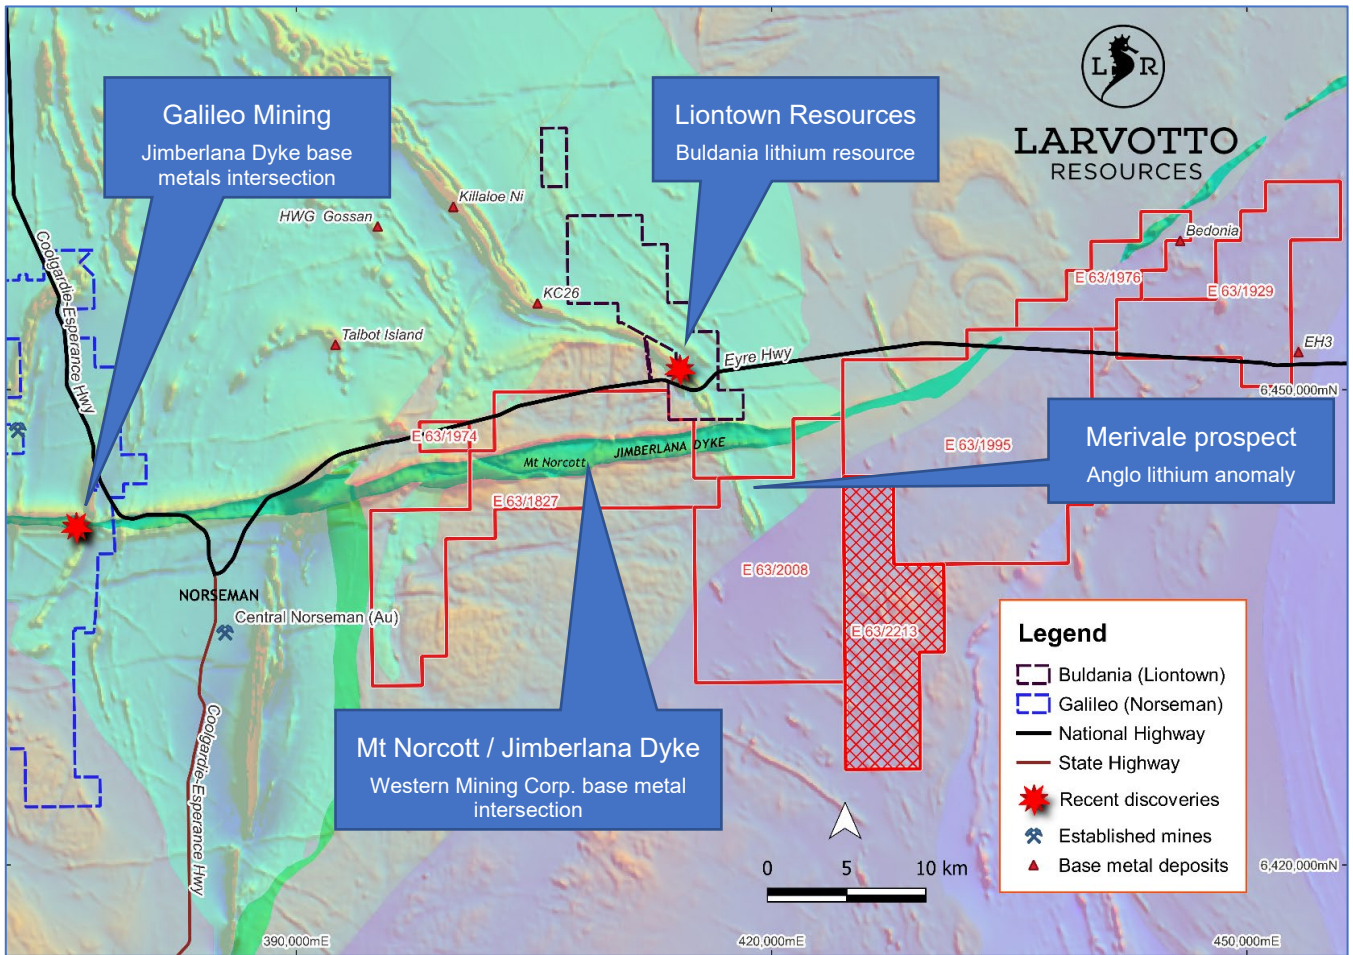 L R
LARVOTTO
RESOURCES
Galileo Mining
Jimberlana Dyke base
metals intersection
Liontown Resources
Buldania lithium resource
Killaloe Ni
HWG Gossan
Bedonia
Coolgardie-Esperance Hwy
E 63/1976
E 63/1929
KC26
Talbot Island
EH3
Eyre Hwy
6,450,000mN
E 63/1974
JIMBERLANA DYKE
Mt Norcott
E 63/1995
Merivale prospect
Anglo lithium anomaly
E 63/1827
E 63/2008
NORSEMAN
Central Norseman (Au)
E 63/2213
Coolgardie-Esperance Hwy
Mt Norcott / Jimberlana Dyke
Western Mining Corp. base metal
intersection
Legend
Buldania (Liontown)
Galileo (Norseman)
National Highway
State Highway
Recent discoveries
Established mines
Base metal deposits
0 5 10 km
6,420,000mN
390,000mE
420,000mE
450,000mE